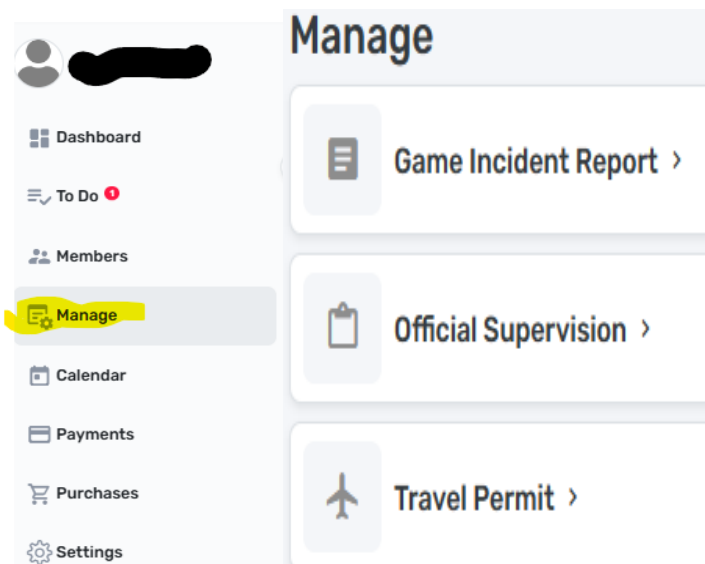 Dashboard
To Do 1
Members
Manage
Calendar
Payments
Purchases
Settings
Manage
Game Incident Report >
Official Supervision >
Travel Permit >